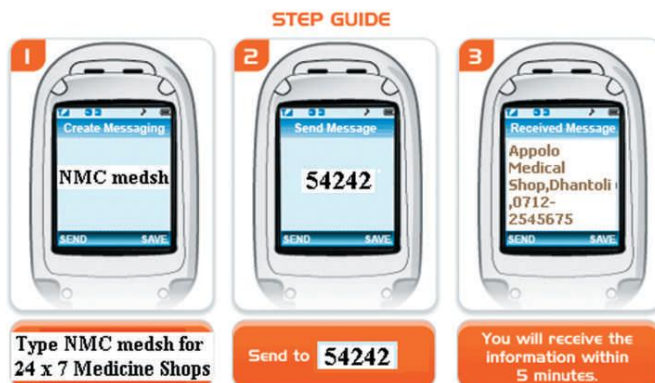 STEP GUIDE
1
Create Messaging
NMC medsh
SEND SAVE
Type NMC medsh for
24 x 7 Medicine Shops
2
Send Message
54242
SEND SAVE
Send to 54242
3
Received Message
Appolo
Medical
Shop,Dhantoli
,0712-
2545675
SEND SAVE
You will receive the
information within
5 minutes.